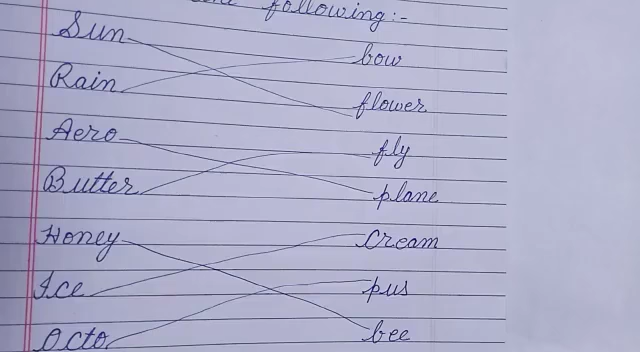 following:-
Sun
bow
Rain
flower
Aero
fly
Butter
plane
Honey
Cream
Ice
pus
Octo
bee